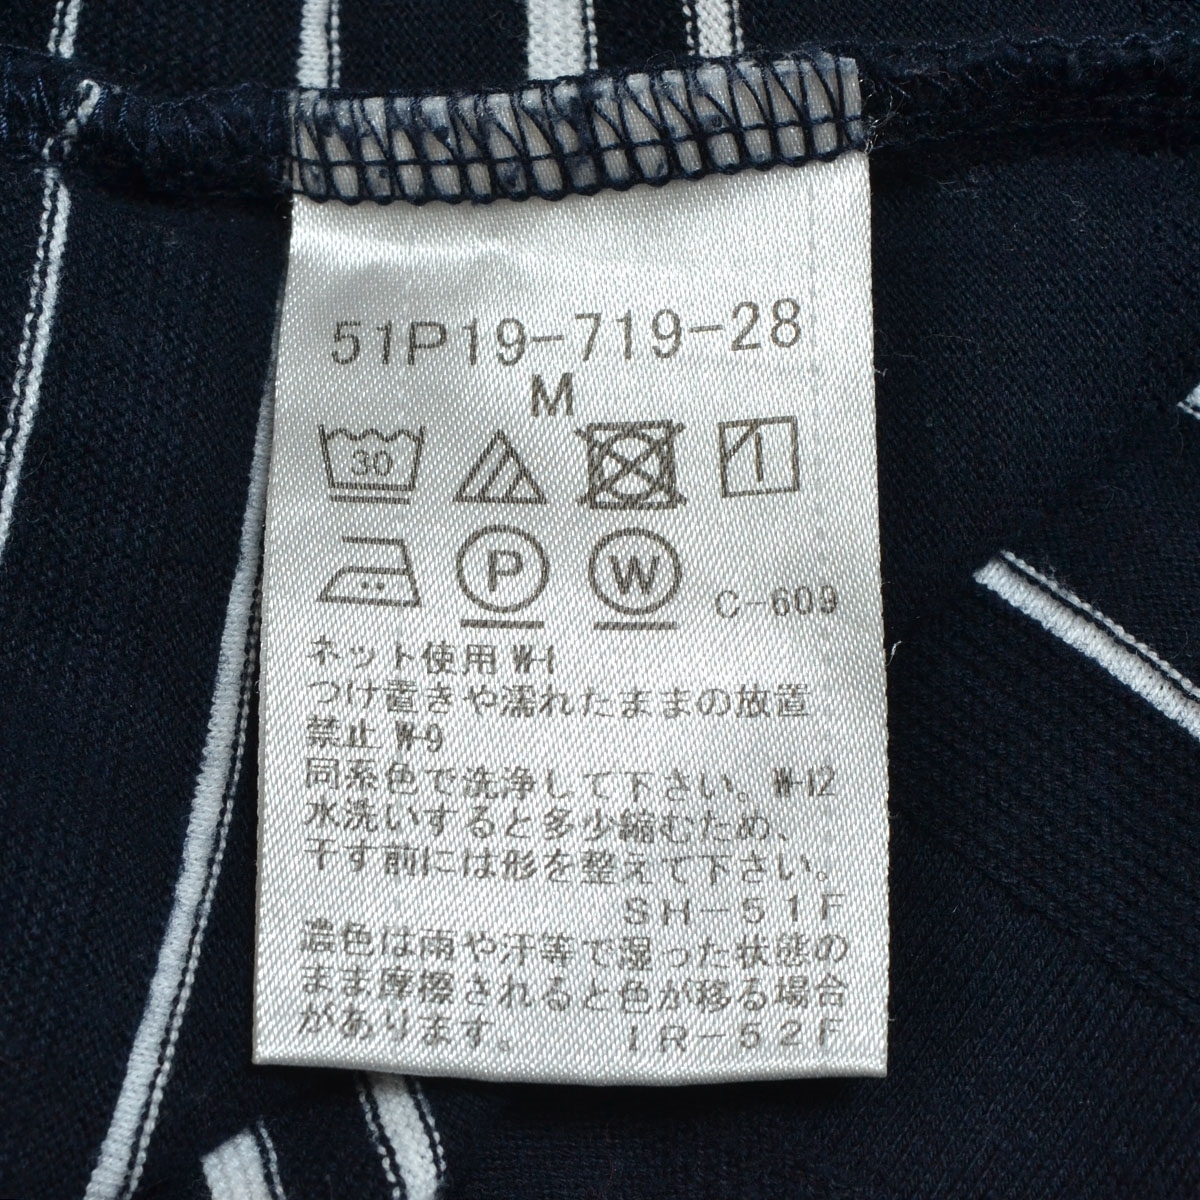 51P19-719-28
M
30
P W C-609
ネット使用 W-1
つけ置きや濡れたままの放置
禁止 W-9
同系色で洗浄して下さい。W-12
水洗いすると多少縮むため、
干す前には形を整えて下さい。
SH-51F
濃色は雨や汗等で湿った状態の
まま摩擦されると色が移る場合
があります。 IR-52F